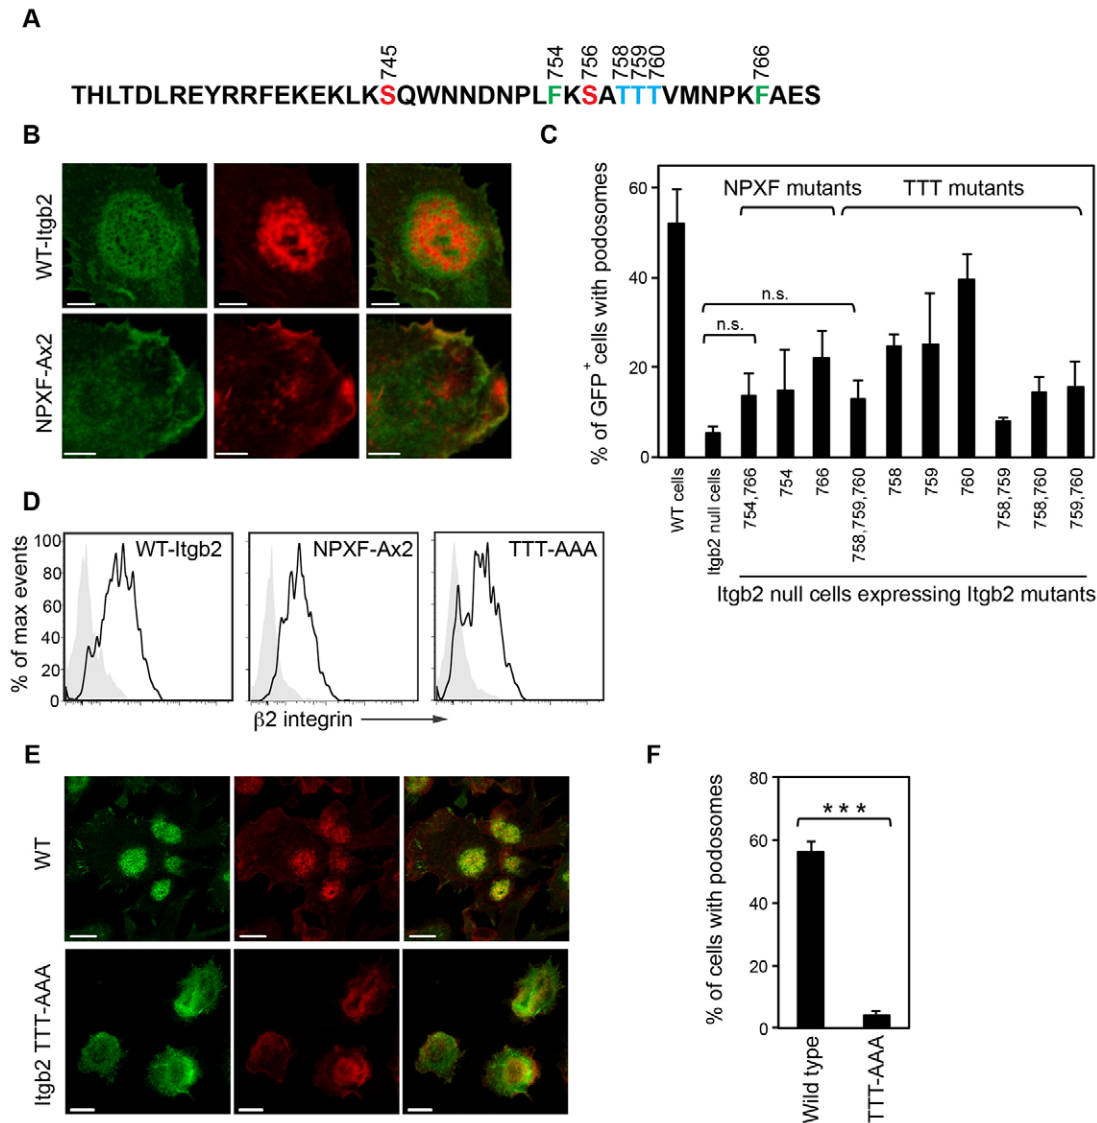 A
745 754 756 758 759 760 766
THLTDLREYRRFEKEKLKSQWNNDNPLFKSATTTVMNPKFAES
B
WT-Itgb2
NPXF-Ax2
C
% of GFP+ cells with podosomes
60
40
20
0
NPXF mutants TTT mutants
n.s.
n.s.
WT cells
Itgb2 null cells
754,766
754
766
758,759,760
758
759
760
758,759
758,760
759,760
Itgb2 null cells expressing Itgb2 mutants
D
% of max events
100
80
60
40
20
0
WT-Itgb2
NPXF-Ax2
TTT-AAA
β2 integrin
E
WT
Itgb2 TTT-AAA
F
% of cells with podosomes
80
60
40
20
0
* * *
Wild type
TTT-AAA